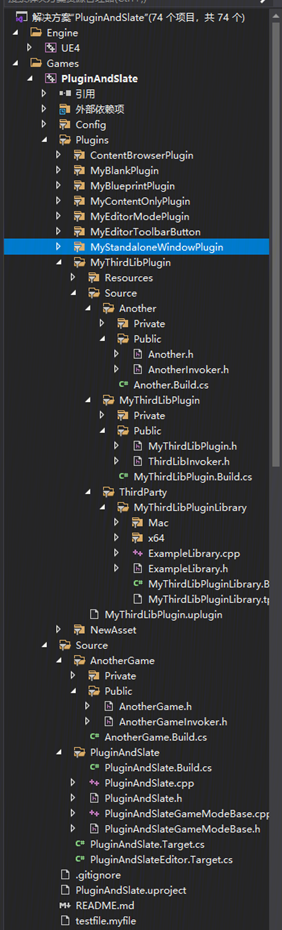 解决方案"PluginAndSlate"(74 个项目，共 74 个)
Engine
UE4
Games
PluginAndSlate
引用
外部依赖项
Config
Plugins
ContentBrowserPlugin
MyBlankPlugin
MyBlueprintPlugin
MyContentOnlyPlugin
MyEditorModePlugin
MyEditorToolbarButton
MyStandaloneWindowPlugin
MyThirdLibPlugin
Resources
Source
Another
Private
Public
Another.h
AnotherInvoker.h
Another.Build.cs
MyThirdLibPlugin
Private
Public
MyThirdLibPlugin.h
ThirdLibInvoker.h
MyThirdLibPlugin.Build.cs
ThirdParty
MyThirdLibPluginLibrary
Mac
x64
ExampleLibrary.cpp
ExampleLibrary.h
MyThirdLibPluginLibrary.B
MyThirdLibPluginLibrary.tp
MyThirdLibPlugin.uplugin
NewAsset
Source
AnotherGame
Private
Public
AnotherGame.h
AnotherGameInvoker.h
AnotherGame.Build.cs
PluginAndSlate
PluginAndSlate.Build.cs
PluginAndSlate.cpp
PluginAndSlate.h
PluginAndSlateGameModeBase.cpp
PluginAndSlateGameModeBase.h
PluginAndSlate.Target.cs
PluginAndSlateEditor.Target.cs
.gitignore
PluginAndSlate.uproject
README.md
testfile.myfile